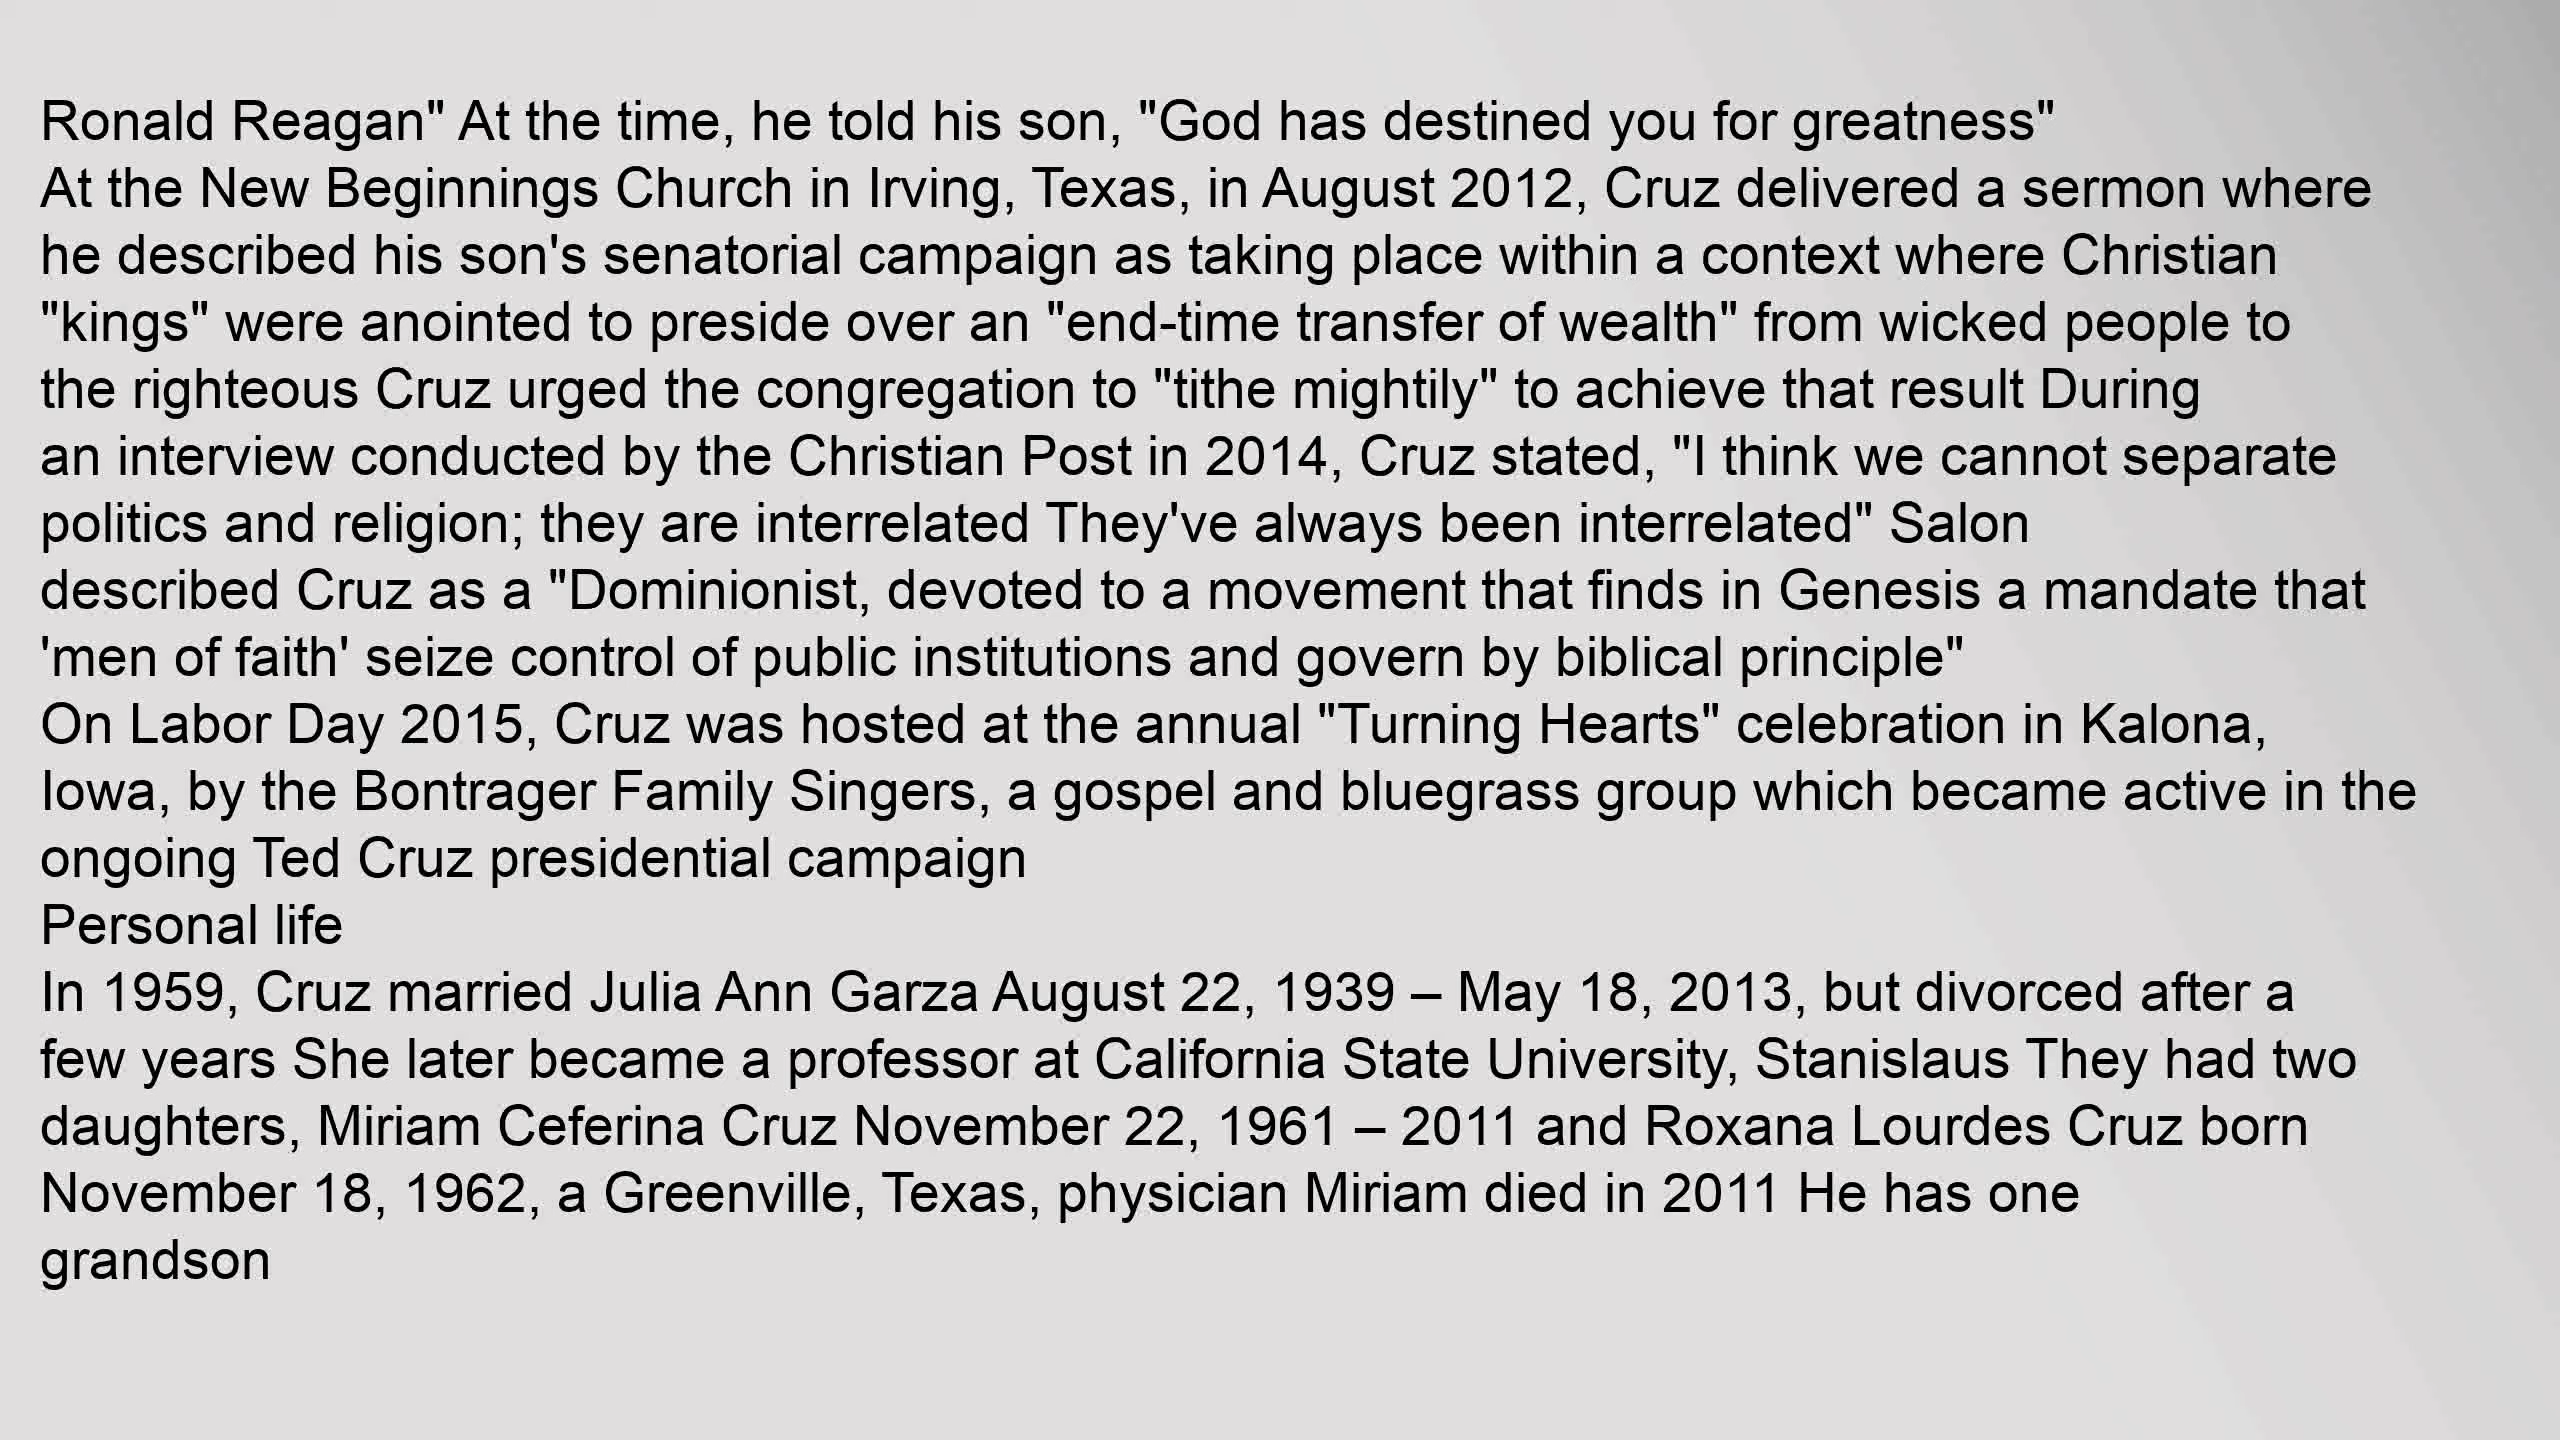 Ronald Reagan" At the time, he told his son, "God has destined you for greatness"
At the New Beginnings Church in Irving, Texas, in August 2012, Cruz delivered a sermon where
he described his son's senatorial campaign as taking place within a context where Christian
"kings" were anointed to preside over an "end-time transfer of wealth" from wicked people to
the righteous Cruz urged the congregation to "tithe mightily" to achieve that result During
an interview conducted by the Christian Post in 2014, Cruz stated, "I think we cannot separate
politics and religion; they are interrelated They've always been interrelated" Salon
described Cruz as a "Dominionist, devoted to a movement that finds in Genesis a mandate that
'men of faith' seize control of public institutions and govern by biblical principle"
On Labor Day 2015, Cruz was hosted at the annual "Turning Hearts" celebration in Kalona,
Iowa, by the Bontrager Family Singers, a gospel and bluegrass group which became active in the
ongoing Ted Cruz presidential campaign
Personal life
In 1959, Cruz married Julia Ann Garza August 22, 1939 – May 18, 2013, but divorced after a
few years She later became a professor at California State University, Stanislaus They had two
daughters, Miriam Ceferina Cruz November 22, 1961 – 2011 and Roxana Lourdes Cruz born
November 18, 1962, a Greenville, Texas, physician Miriam died in 2011 He has one
grandson